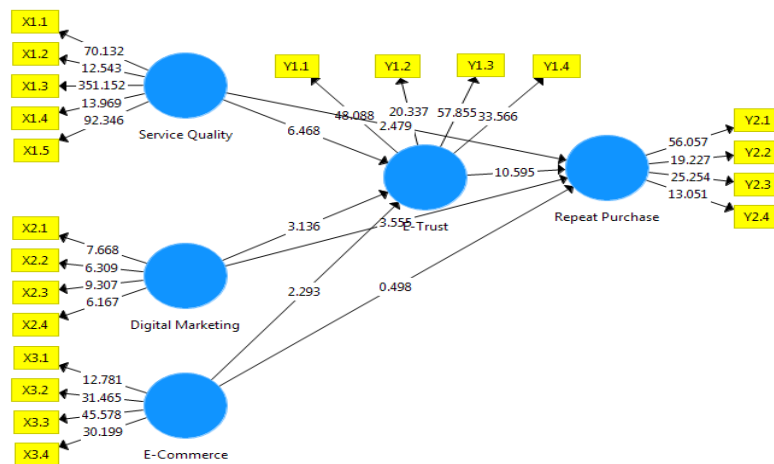 X1.1
X1.2
X1.3
X1.4
X1.5
70.132
12.543
351.152
13.969
92.346
Service Quality
Y1.1
Y1.2
Y1.3
Y1.4
48.088
20.337
57.855
33.566
2.479
6.468
10.595
E-Trust
Y2.1
Y2.2
Y2.3
Y2.4
56.057
19.227
25.254
13.051
Repeat Purchase
X2.1
X2.2
X2.3
X2.4
7.668
6.309
9.307
6.167
Digital Marketing
3.136
3.555
2.293
0.498
X3.1
X3.2
X3.3
X3.4
12.781
31.465
45.578
30.199
E-Commerce